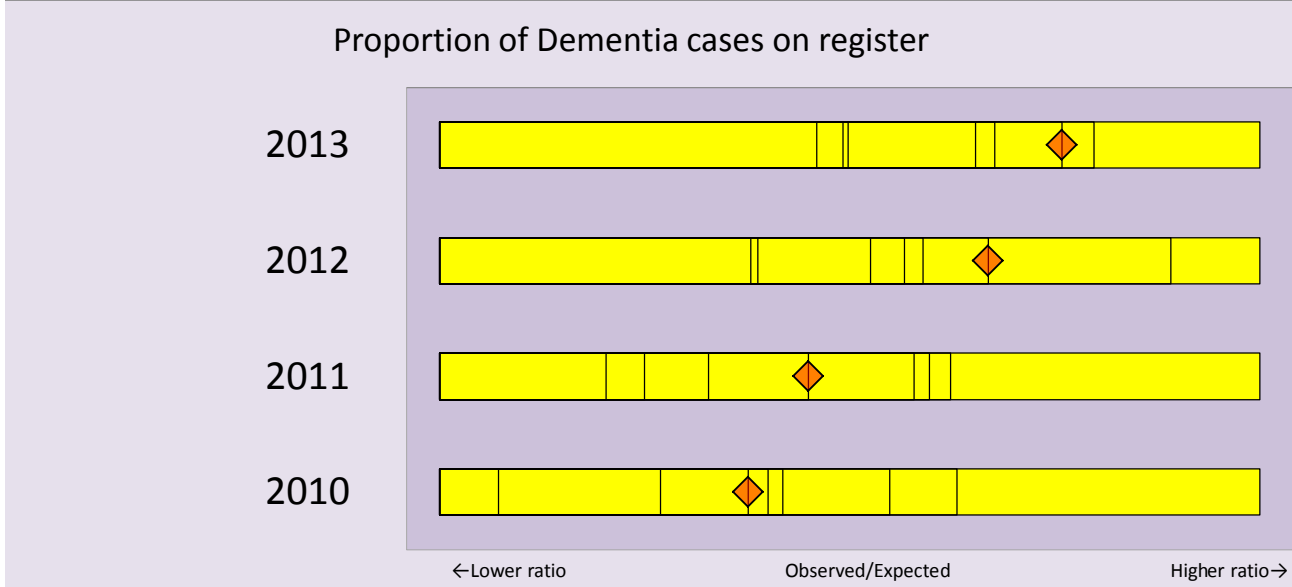 Proportion of Dementia cases on register
2013
2012
2011
2010
←Lower ratio Observed/Expected Higher ratio→